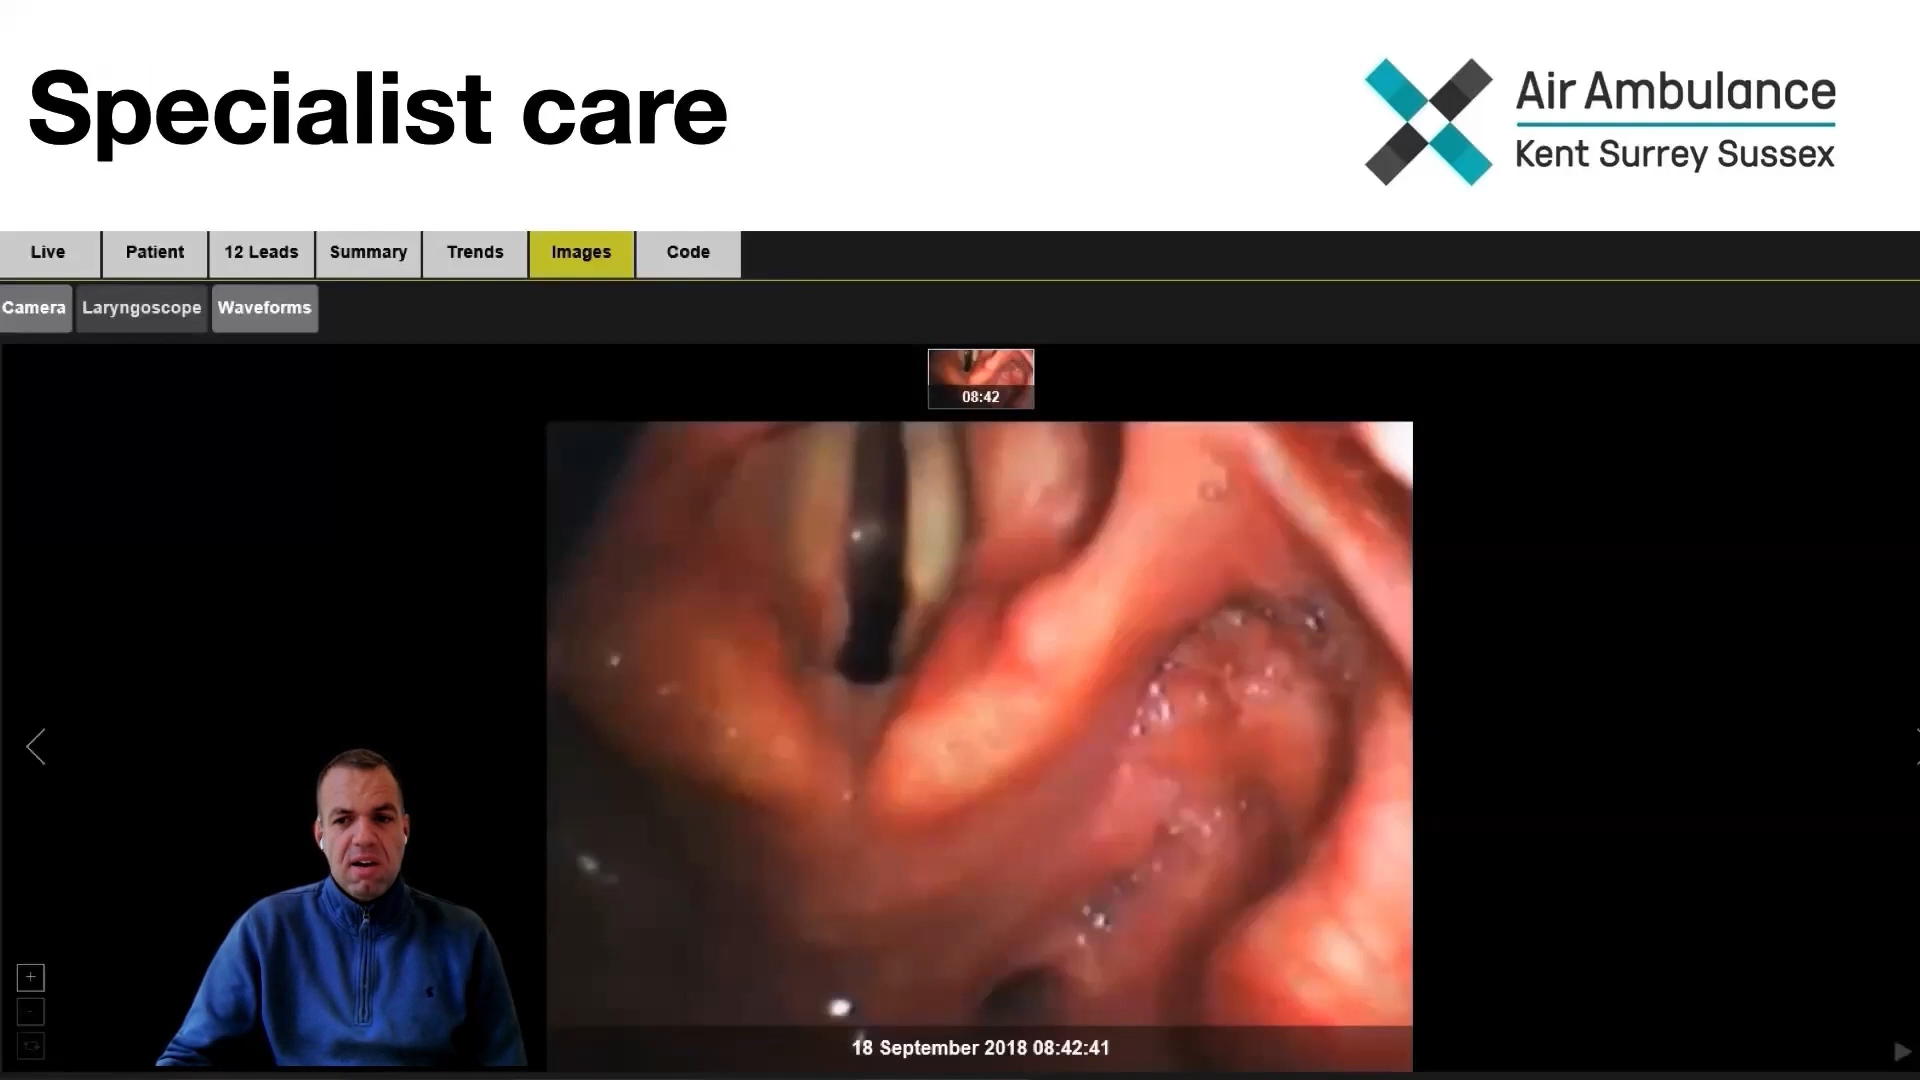 Specialist care
Air Ambulance
Kent Surrey Sussex
Live
Patient
12 Leads
Summary
Trends
Images
Code
Camera
Laryngoscope
Waveforms
08:42
+
-
18 September 2018 08:42:41